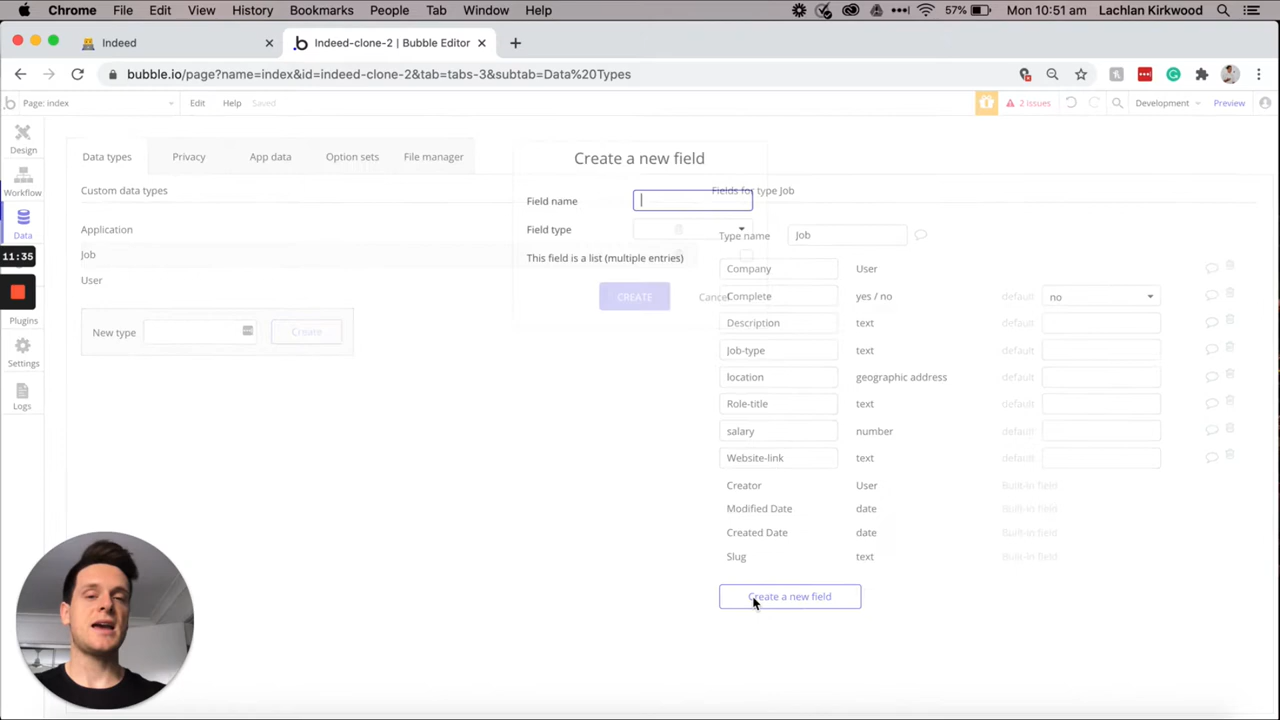 Chrome File Edit View History Bookmarks People Tab Window Help 57% Mon 10:51 am Lachlan Kirkwood
Indeed Indeed-clone-2 | Bubble Editor
bubble.io/page?name=index&id=indeed-clone-2&tab=tabs-3&subtab=Data%20Types
Page: index Edit Help Saved 2 issues Development Preview
Design
Workflow
Data
11:35
Plugins
Settings
Logs
Data types Privacy App data Option sets File manager
Custom data types
Application
Job
User
New type Create
Create a new field
Field name
Field type
This field is a list (multiple entries)
CREATE Cancel
Fields for type Job
Type name Job
Company User
Complete yes / no default no
Description text default
Job-type text default
location geographic address default
Role-title text default
salary number default
Website-link text default
Creator User Built-in field
Modified Date date Built-in field
Created Date date Built-in field
Slug text Built-in field
Create a new field